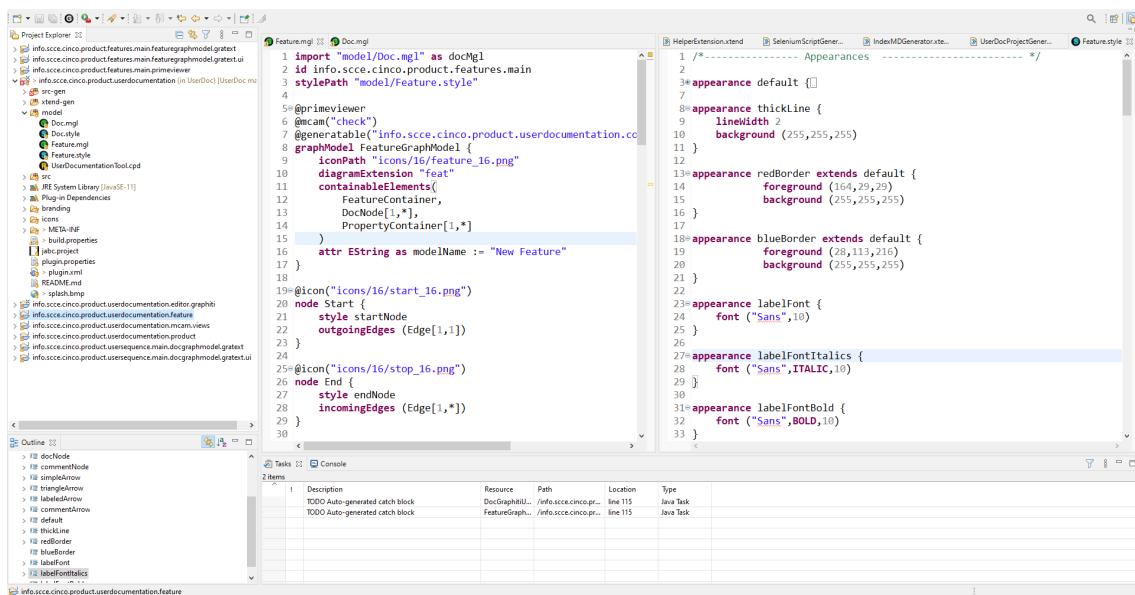 Project Explorer
info.scce.cinco.product.features.main.featuregraphmodel.gratext
info.scce.cinco.product.features.main.featuregraphmodel.gratext.ui
info.scce.cinco.product.features.main.primeviewer
> info.scce.cinco.product.userdocumentation (in UserDoc) [UserDoc ma
src-gen
xtend-gen
model
Doc.mgl
Doc.style
Feature.mgl
Feature.style
UserDocumentationTool.cpd
src
JRE System Library [JavaSE-11]
Plug-in Dependencies
branding
icons
> META-INF
> build.properties
jabc.project
plugin.properties
> plugin.xml
README.md
> splash.bmp
info.scce.cinco.product.userdocumentation.editor.graphiti
info.scce.cinco.product.userdocumentation.feature
info.scce.cinco.product.userdocumentation.mcam.views
info.scce.cinco.product.userdocumentation.product
info.scce.cinco.product.usersequence.main.docgraphmodel.gratext
info.scce.cinco.product.usersequence.main.docgraphmodel.gratext.ui
Outline
docNode
commentNode
simpleArrow
triangleArrow
labeledArrow
commentArrow
default
thickLine
redBorder
blueBorder
labelFont
labelFontItalics
Feature.mgl Doc.mgl
1 import "model/Doc.mgl" as docMgl
2 id info.scce.cinco.product.features.main
3 stylePath "model/Feature.style"
4
5 @primeviewer
6 @mcam("check")
7 @generatable("info.scce.cinco.product.userdocumentation.cc
8 graphModel FeatureGraphModel {
9 iconPath "icons/16/feature_16.png"
10 diagramExtension "feat"
11 containableElements(
12 FeatureContainer,
13 DocNode[1,*],
14 PropertyContainer[1,*]
15 )
16 attr EString as modelName := "New Feature"
17 }
18
19 @icon("icons/16/start_16.png")
20 node Start {
21 style startNode
22 outgoingEdges (Edge[1,1])
23 }
24
25 @icon("icons/16/stop_16.png")
26 node End {
27 style endNode
28 incomingEdges (Edge[1,*])
29 }
30
HelperExtension.xtend SeleniumScriptGener... IndexMDGenerator.xte... UserDocProjectGener... Feature.style
1 /*--------------- Appearances ------------------------ */
2
3 appearance default {
7
8 appearance thickLine {
9 lineWidth 2
10 background (255,255,255)
11 }
12
13 appearance redBorder extends default {
14 foreground (164,29,29)
15 background (255,255,255)
16 }
17
18 appearance blueBorder extends default {
19 foreground (28,113,216)
20 background (255,255,255)
21 }
22
23 appearance labelFont {
24 font ("Sans",10)
25 }
26
27 appearance labelFontItalics {
28 font ("Sans",ITALIC,10)
29 }
30
31 appearance labelFontBold {
32 font ("Sans",BOLD,10)
33 }
Tasks Console
2 items
! Description Resource Path Location Type
TODO Auto-generated catch block DocGraphitiU... /info.scce.cinco.pr... line 115 Java Task
TODO Auto-generated catch block FeatureGraph... /info.scce.cinco.pr... line 115 Java Task
info.scce.cinco.product.userdocumentation.feature